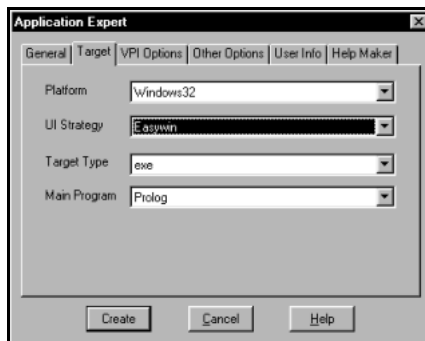 Application Expert
General Target VPI Options Other Options User Info Help Maker
Platform Windows32
UI Strategy Easywin
Target Type exe
Main Program Prolog
Create Cancel Help